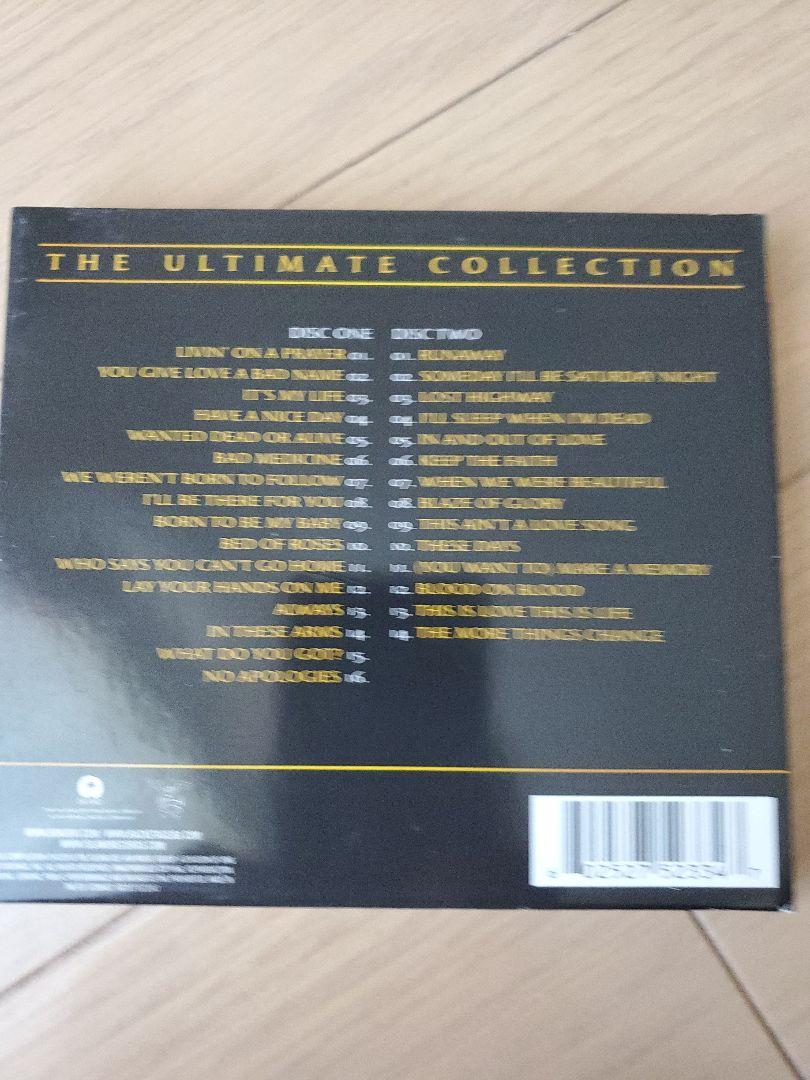 THE ULTIMATE COLLECTION
DISC ONE
LIVIN' ON A PRAYER 01.
YOU GIVE LOVE A BAD NAME 02.
IT'S MY LIFE 03.
HAVE A NICE DAY 04.
WANTED DEAD OR ALIVE 05.
BAD MEDICINE 06.
WE WEREN'T BORN TO FOLLOW 07.
I'LL BE THERE FOR YOU 08.
BORN TO BE MY BABY 09.
BED OF ROSES 10.
WHO SAYS YOU CAN'T GO HOME 11.
LAY YOUR HANDS ON ME 12.
ALWAYS 13.
IN THESE ARMS 14.
WHAT DO YOU GOT? 15.
NO APOLOGIES 16.
DISC TWO
01. RUNAWAY
02. SOMEDAY I'LL BE SATURDAY NIGHT
03. LOST HIGHWAY
04. I'LL SLEEP WHEN I'M DEAD
05. IN AND OUT OF LOVE
06. KEEP THE FAITH
07. WHEN WE WERE BEAUTIFUL
08. BLAZE OF GLORY
09. THIS AIN'T A LOVE SONG
10. THESE DAYS
11. (YOU WANT TO) MAKE A MEMORY
12. BLOOD ON BLOOD
13. THIS IS LOVE THIS IS LIFE
14. THE MORE THINGS CHANGE